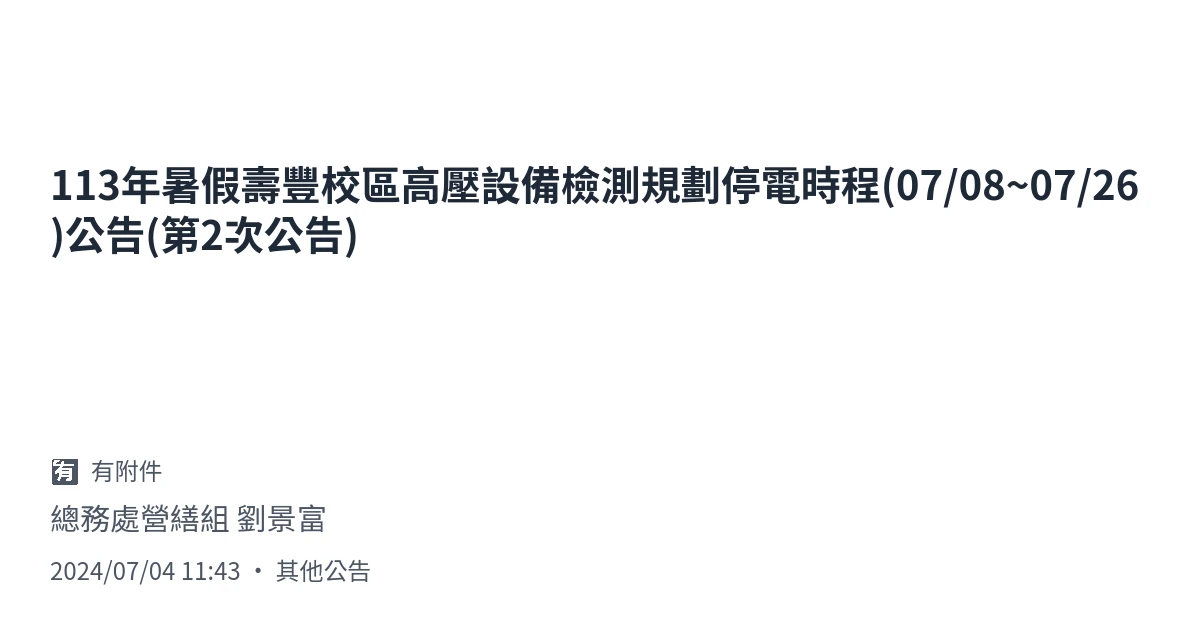 113年暑假壽豐校區高壓設備檢測規劃停電時程(07/08~07/26
)公告(第2次公告)
有 有附件
總務處營繕組 劉景富
2024/07/04 11:43 • 其他公告